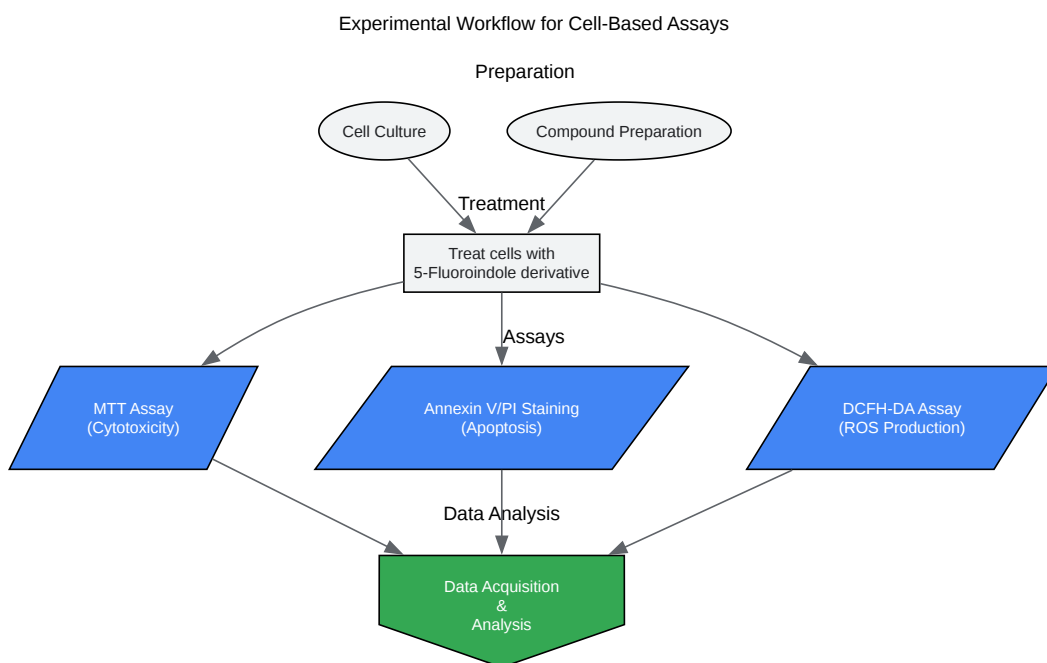 Experimental Workflow for Cell-Based Assays
Preparation
Cell Culture
Compound Preparation
Treatment
Treat cells with
5-Fluoroindole derivative
Assays
MTT Assay
(Cytotoxicity)
Annexin V/PI Staining
(Apoptosis)
DCFH-DA Assay
(ROS Production)
Data Analysis
Data Acquisition
&
Analysis